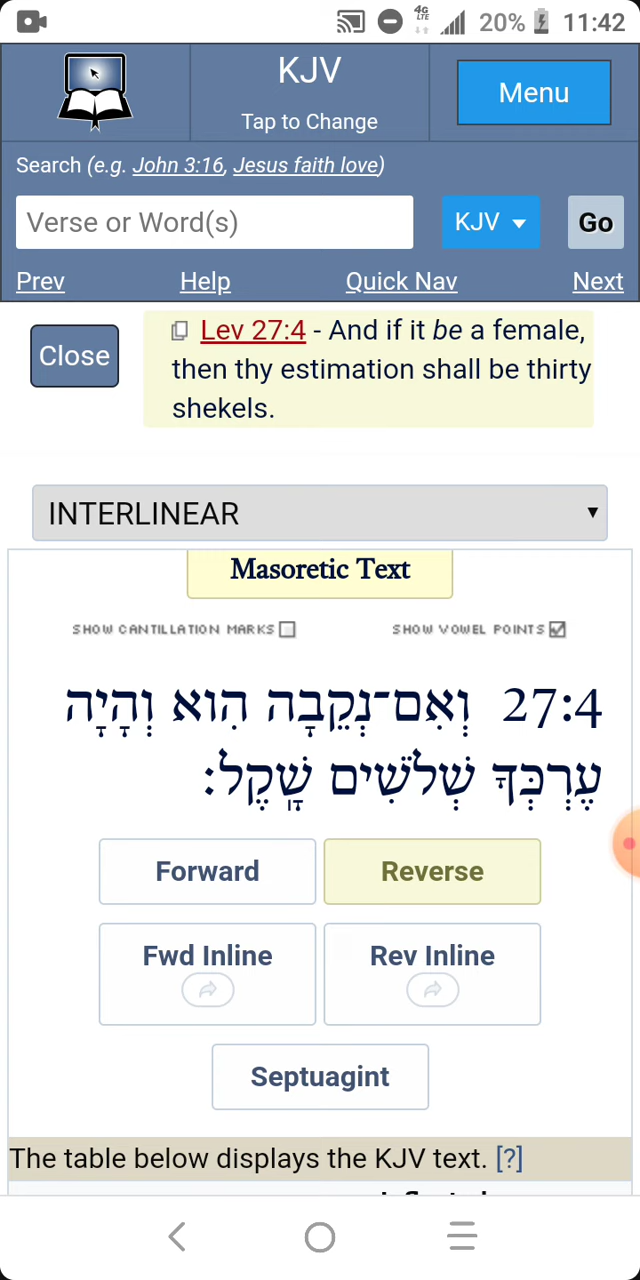 4G
LTE
20%
11:42
KJV
Tap to Change
Menu
Search (e.g. John 3:16, Jesus faith love)
Verse or Word(s)
KJV
Go
Prev
Help
Quick Nav
Next
Close
Lev 27:4 - And if it be a female,
then thy estimation shall be thirty
shekels.
INTERLINEAR
Masoretic Text
SHOW CANTILLATION MARKS
SHOW VOWEL POINTS
27:4 וְאִם־נְקֵבָה הִוא וְהָיָה
עֶרְכְּךָ שְׁלֹשִׁים שָׁקֶל׃
Forward
Reverse
Fwd Inline
Rev Inline
Septuagint
The table below displays the KJV text. [?]